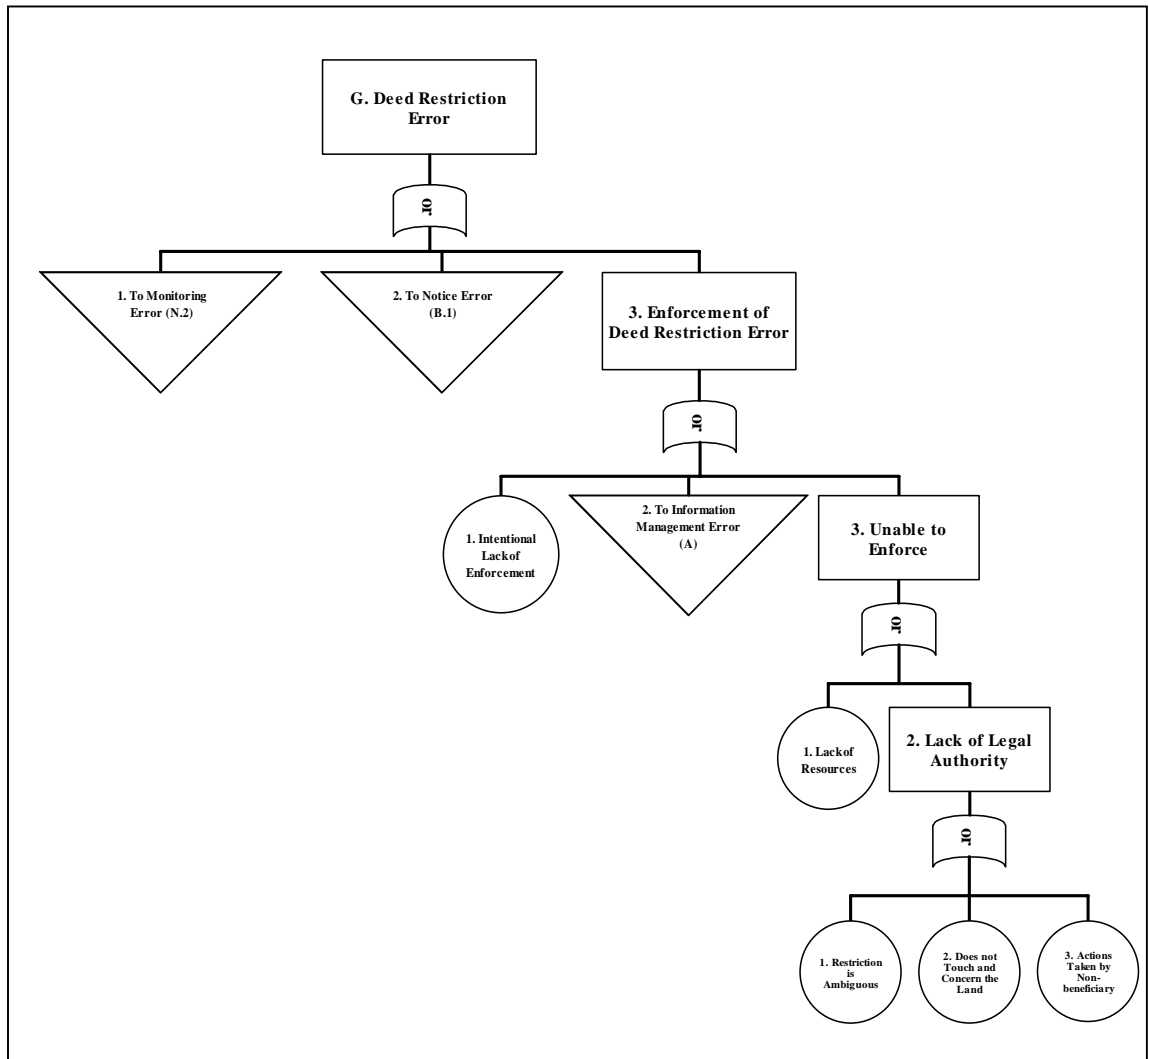 G. Deed Restriction
Error
or
1. To Monitoring
Error (N.2)
2. To Notice Error
(B.1)
3. Enforcement of
Deed Restriction Error
or
1. Intentional
Lackof
Enforcement
2. To Information
Management Error
(A)
3. Unable to
Enforce
or
1. Lackof
Resources
2. Lack of Legal
Authority
or
1. Restriction
is
Ambiguous
2. Does not
Touch and
Concern the
Land
3. Actions
Taken by
Non-
beneficiary